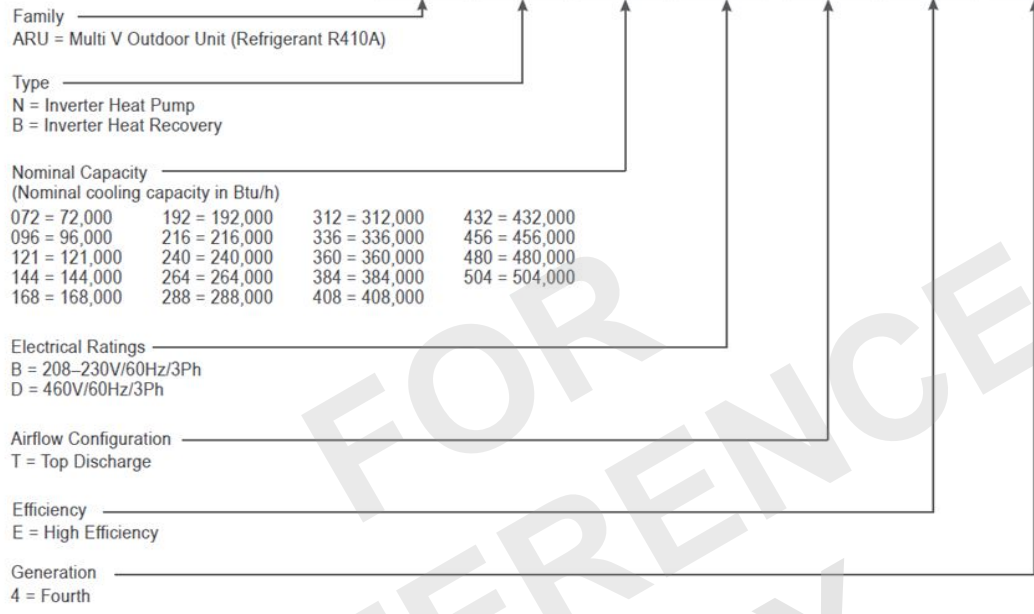 Family
ARU = Multi V Outdoor Unit (Refrigerant R410A)
Type
N = Inverter Heat Pump
B = Inverter Heat Recovery
Nominal Capacity
(Nominal cooling capacity in Btu/h)
072 = 72,000 192 = 192,000 312 = 312,000 432 = 432,000
096 = 96,000 216 = 216,000 336 = 336,000 456 = 456,000
121 = 121,000 240 = 240,000 360 = 360,000 480 = 480,000
144 = 144,000 264 = 264,000 384 = 384,000 504 = 504,000
168 = 168,000 288 = 288,000 408 = 408,000
Electrical Ratings
B = 208–230V/60Hz/3Ph
D = 460V/60Hz/3Ph
Airflow Configuration
T = Top Discharge
Efficiency
E = High Efficiency
Generation
4 = Fourth
FOR
ERENCE